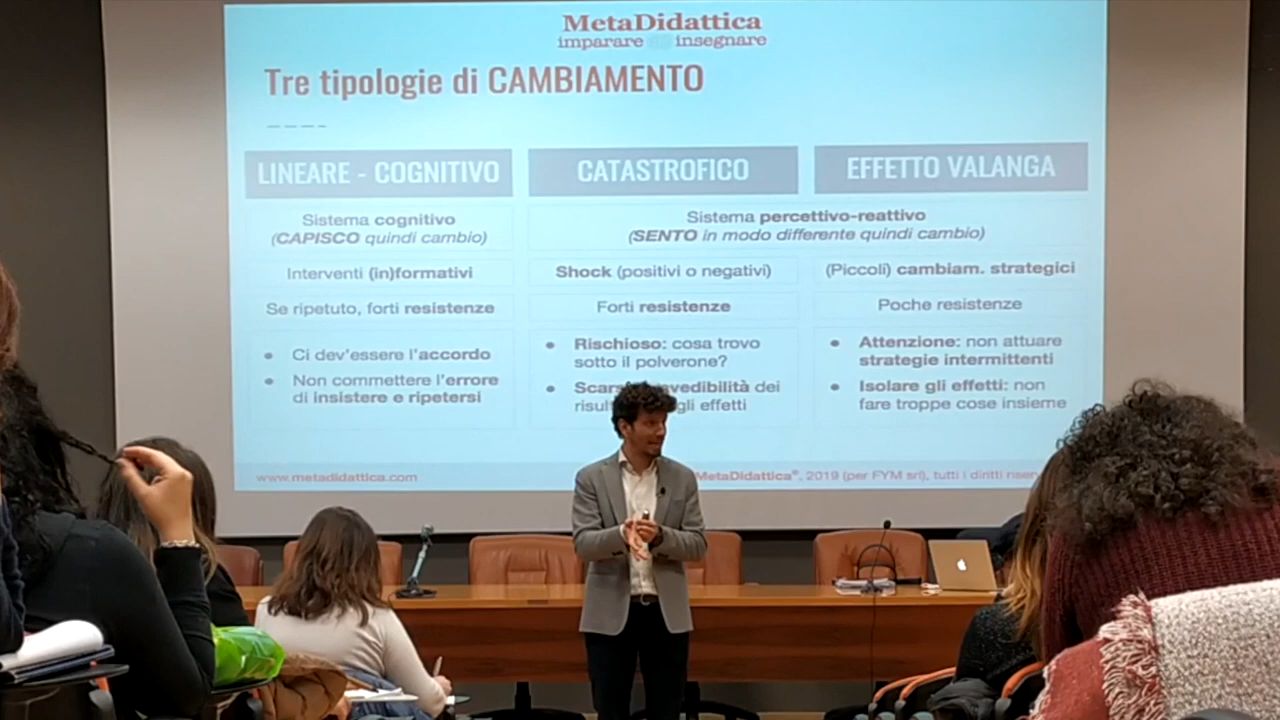 MetaDidattica
imparare ad insegnare
Tre tipologie di CAMBIAMENTO
LINEARE - COGNITIVO
CATASTROFICO
EFFETTO VALANGA
Sistema cognitivo
(CAPISCO quindi cambio)
Sistema percettivo-reattivo
(SENTO in modo differente quindi cambio)
Interventi (in)formativi
Shock (positivi o negativi)
(Piccoli) cambiam. strategici
Se ripetuto, forti resistenze
Forti resistenze
Poche resistenze
• Ci dev'essere l'accordo
• Non commettere l'errore
di insistere e ripetersi
• Rischioso: cosa trovo
sotto il polverone?
• dei
gli effetti
• Attenzione: non attuare
strategie intermittenti
• Isolare gli effetti: non
fare troppe cose insieme
www.metadidattica.com
MetaDidattica®, 2019 (per FYM srl), tutti i diritti